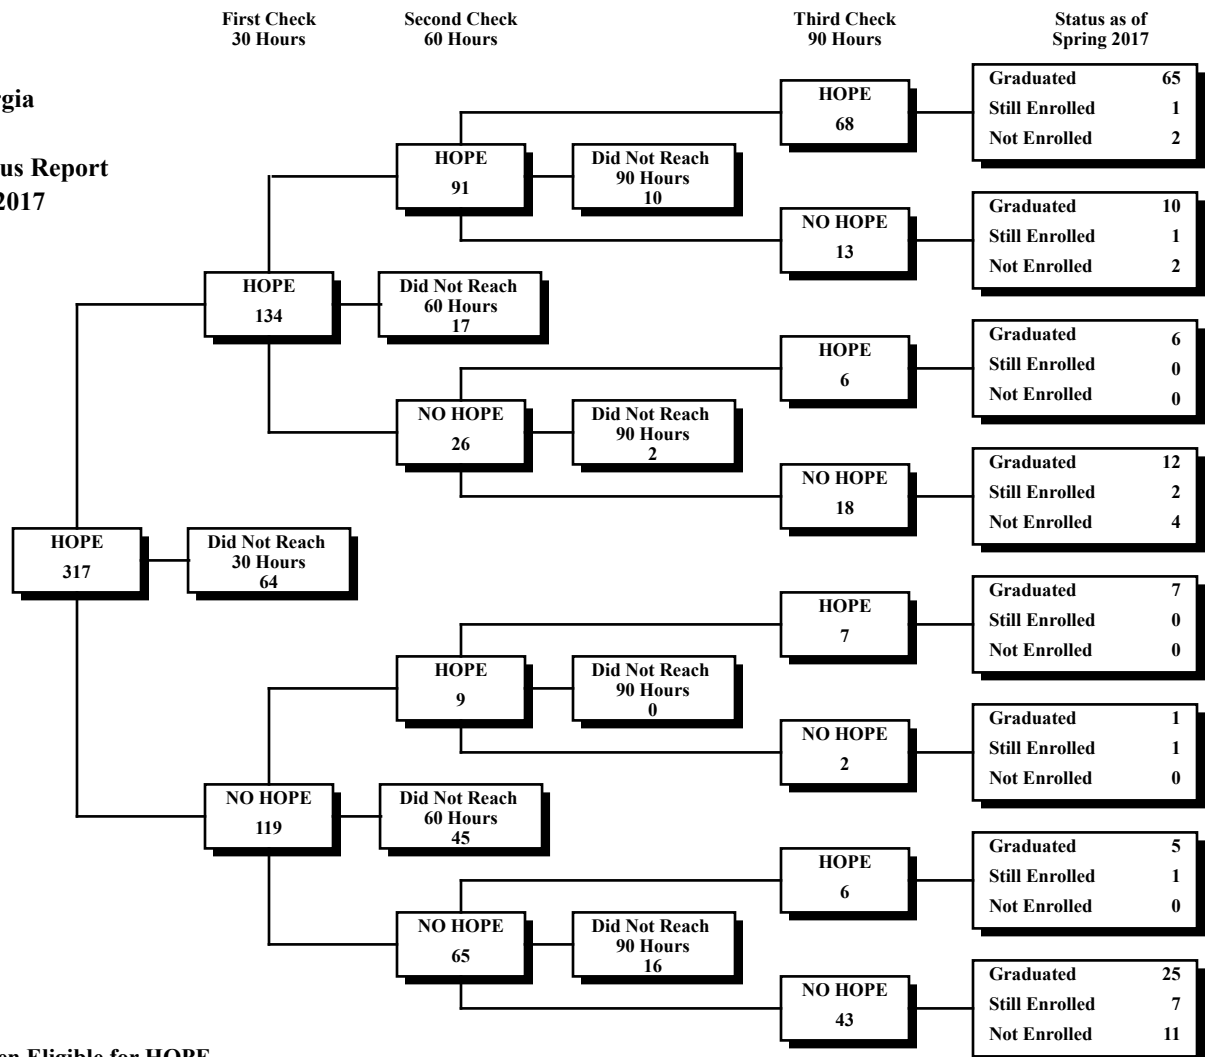 First Check
30 Hours
Second Check
60 Hours
Third Check
90 Hours
Status as of
Spring 2017
rgia
us Report
2017
HOPE
317
Did Not Reach
30 Hours
64
HOPE
134
Did Not Reach
60 Hours
17
HOPE
91
Did Not Reach
90 Hours
10
HOPE
68
Graduated 65
Still Enrolled 1
Not Enrolled 2
NO HOPE
13
Graduated 10
Still Enrolled 1
Not Enrolled 2
NO HOPE
26
Did Not Reach
90 Hours
2
HOPE
6
Graduated 6
Still Enrolled 0
Not Enrolled 0
NO HOPE
18
Graduated 12
Still Enrolled 2
Not Enrolled 4
NO HOPE
119
Did Not Reach
60 Hours
45
HOPE
9
Did Not Reach
90 Hours
0
HOPE
7
Graduated 7
Still Enrolled 0
Not Enrolled 0
NO HOPE
2
Graduated 1
Still Enrolled 1
Not Enrolled 0
NO HOPE
65
Did Not Reach
90 Hours
16
HOPE
6
Graduated 5
Still Enrolled 1
Not Enrolled 0
NO HOPE
43
Graduated 25
Still Enrolled 7
Not Enrolled 11
en Eligible for HOPE